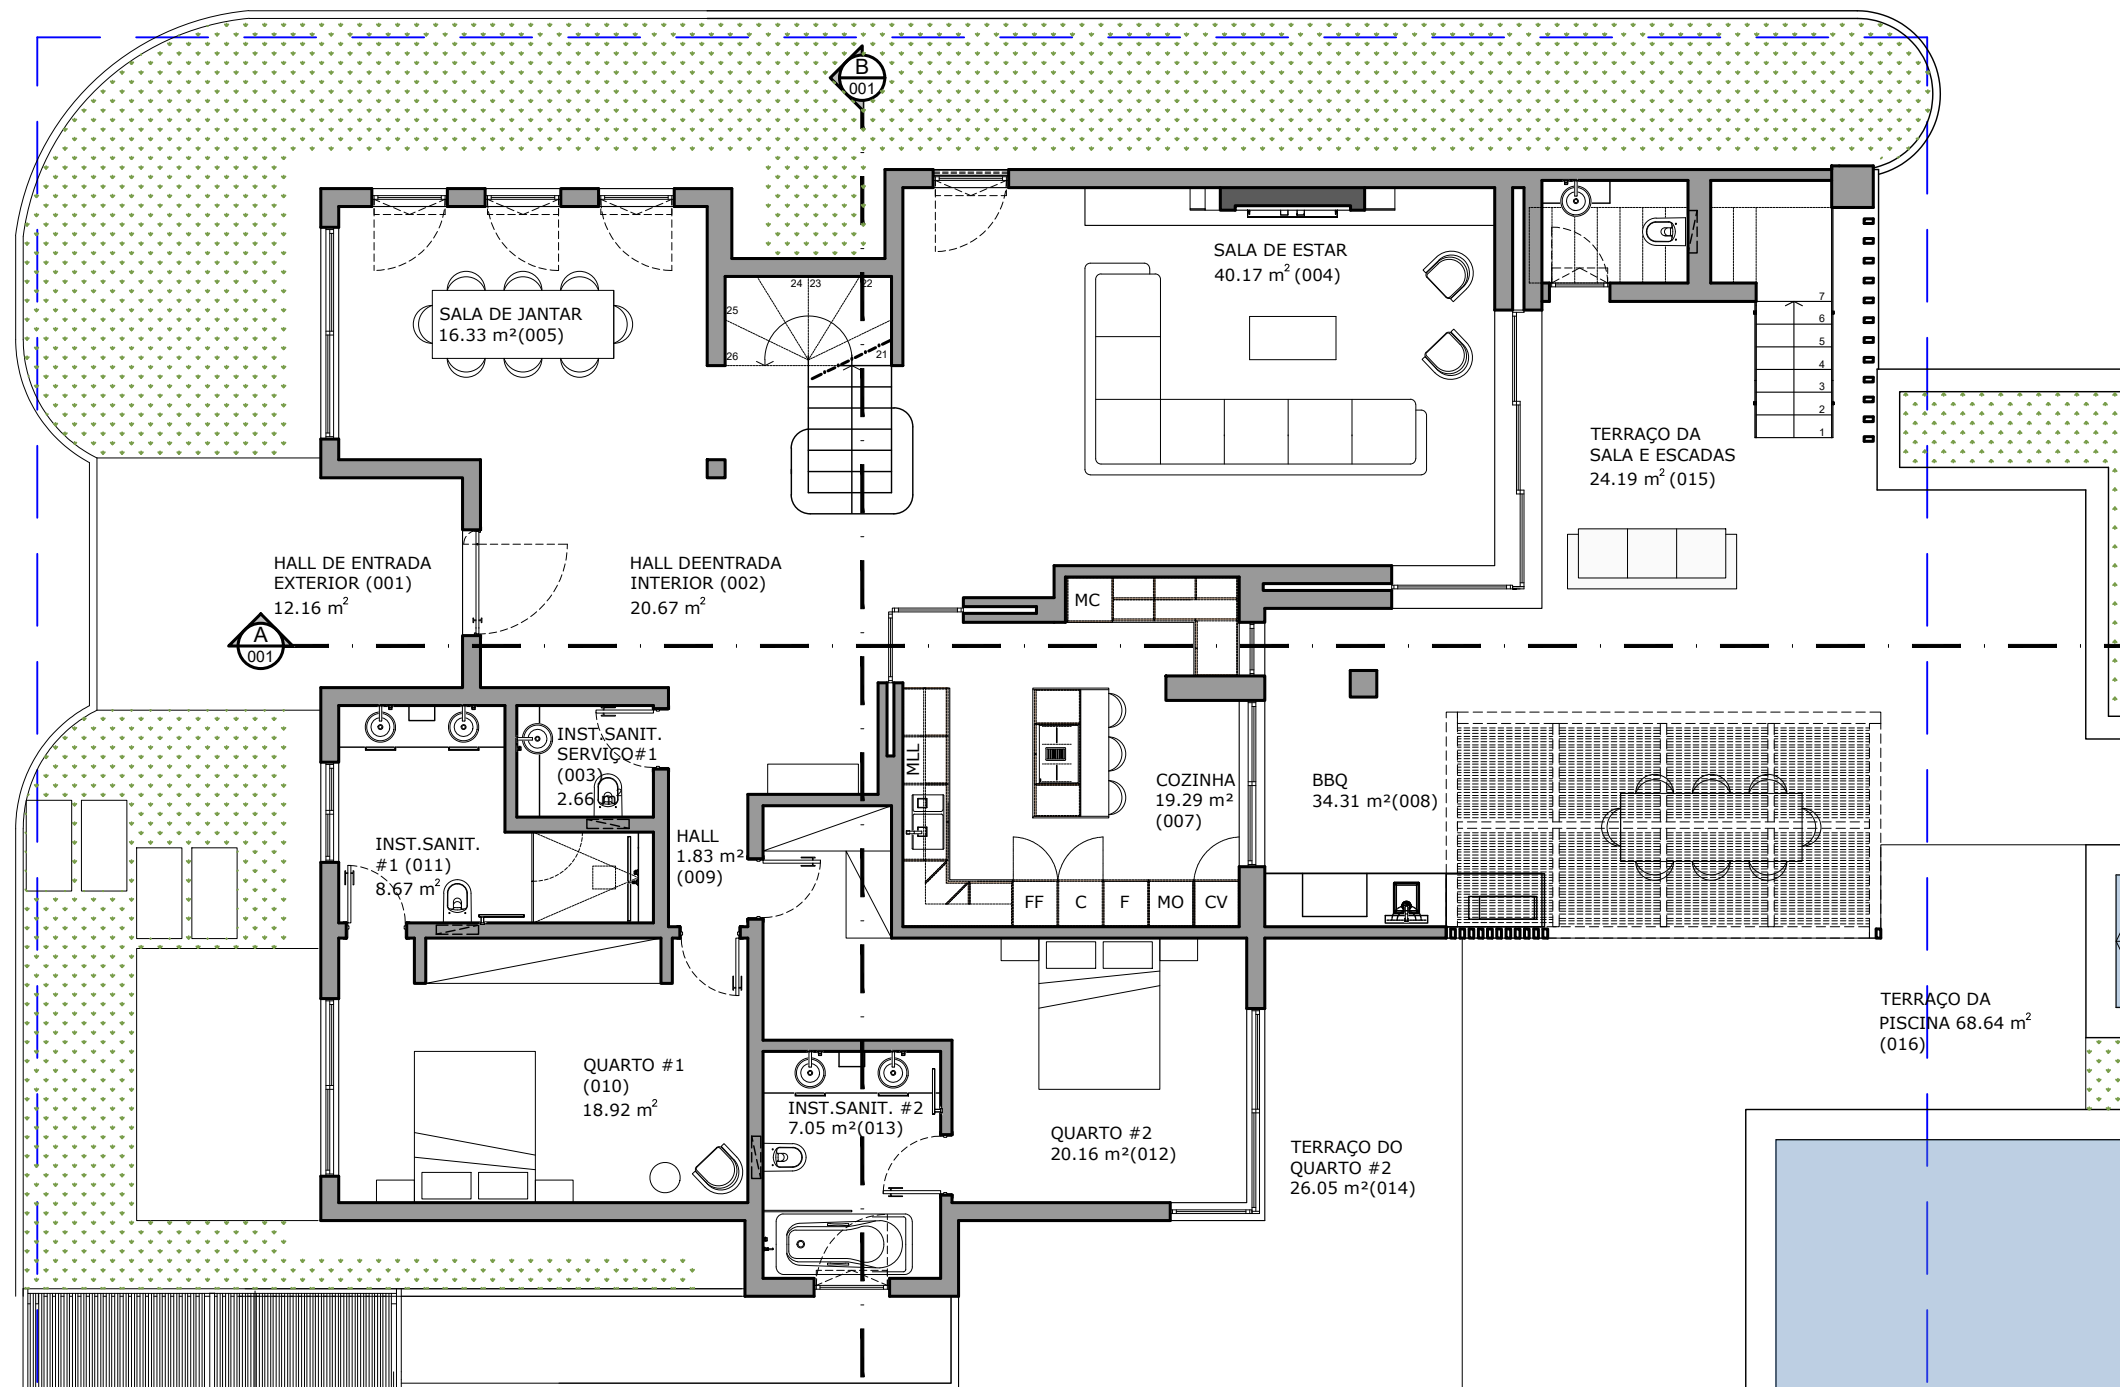 B
001
SALA DE ESTAR
40.17 m² (004)
24 23 22
25
26
21
SALA DE JANTAR
16.33 m²(005)
7
6
5
4
3
2
1
TERRAÇO DA
SALA E ESCADAS
24.19 m² (015)
HALL DE ENTRADA
EXTERIOR (001)
12.16 m²
HALL DEENTRADA
INTERIOR (002)
20.67 m²
A
001
MC
INST.SANIT.
SERVIÇO#1
(003)
2.66 m²
MLL
COZINHA
19.29 m²
(007)
BBQ
34.31 m²(008)
INST.SANIT.
#1 (011)
8.67 m²
HALL
1.83 m²
(009)
FF C F MO CV
TERRAÇO DA
PISCINA 68.64 m²
(016)
QUARTO #1
(010)
18.92 m²
INST.SANIT. #2
7.05 m²(013)
QUARTO #2
20.16 m²(012)
TERRAÇO DO
QUARTO #2
26.05 m²(014)